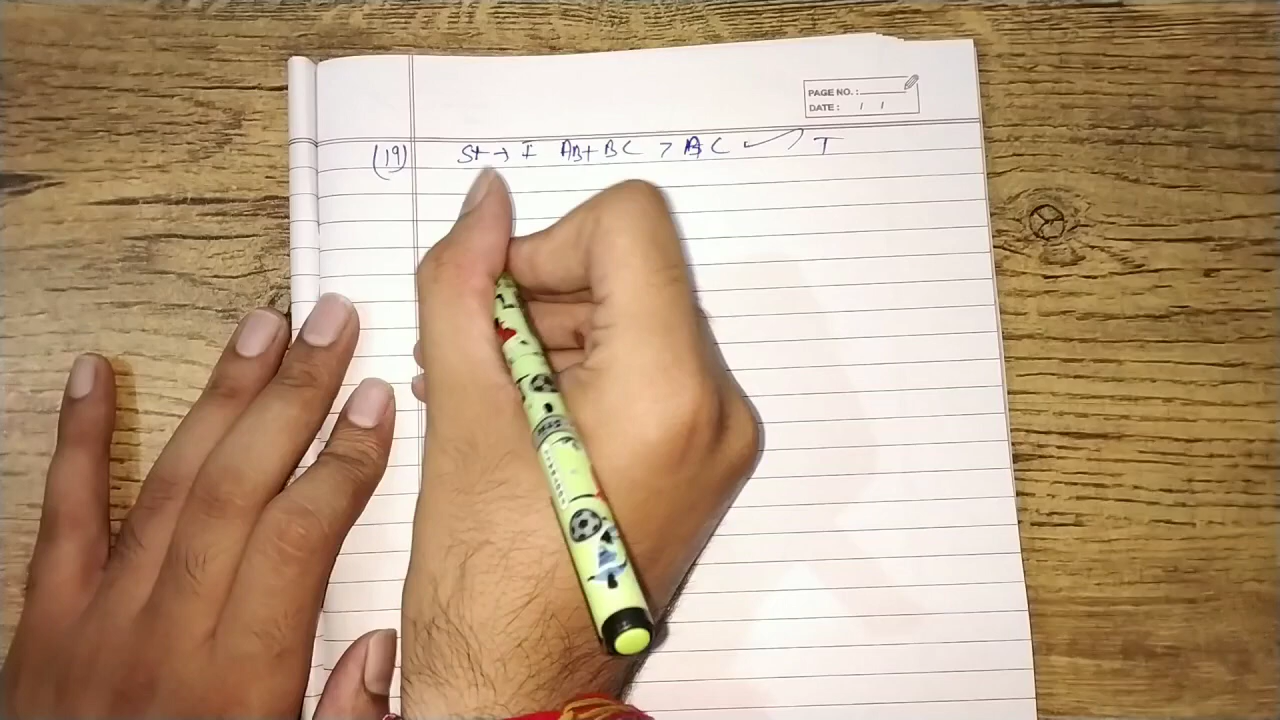 PAGE NO. :
DATE : / /
(19) St → I AB + BC > AC ✓ T